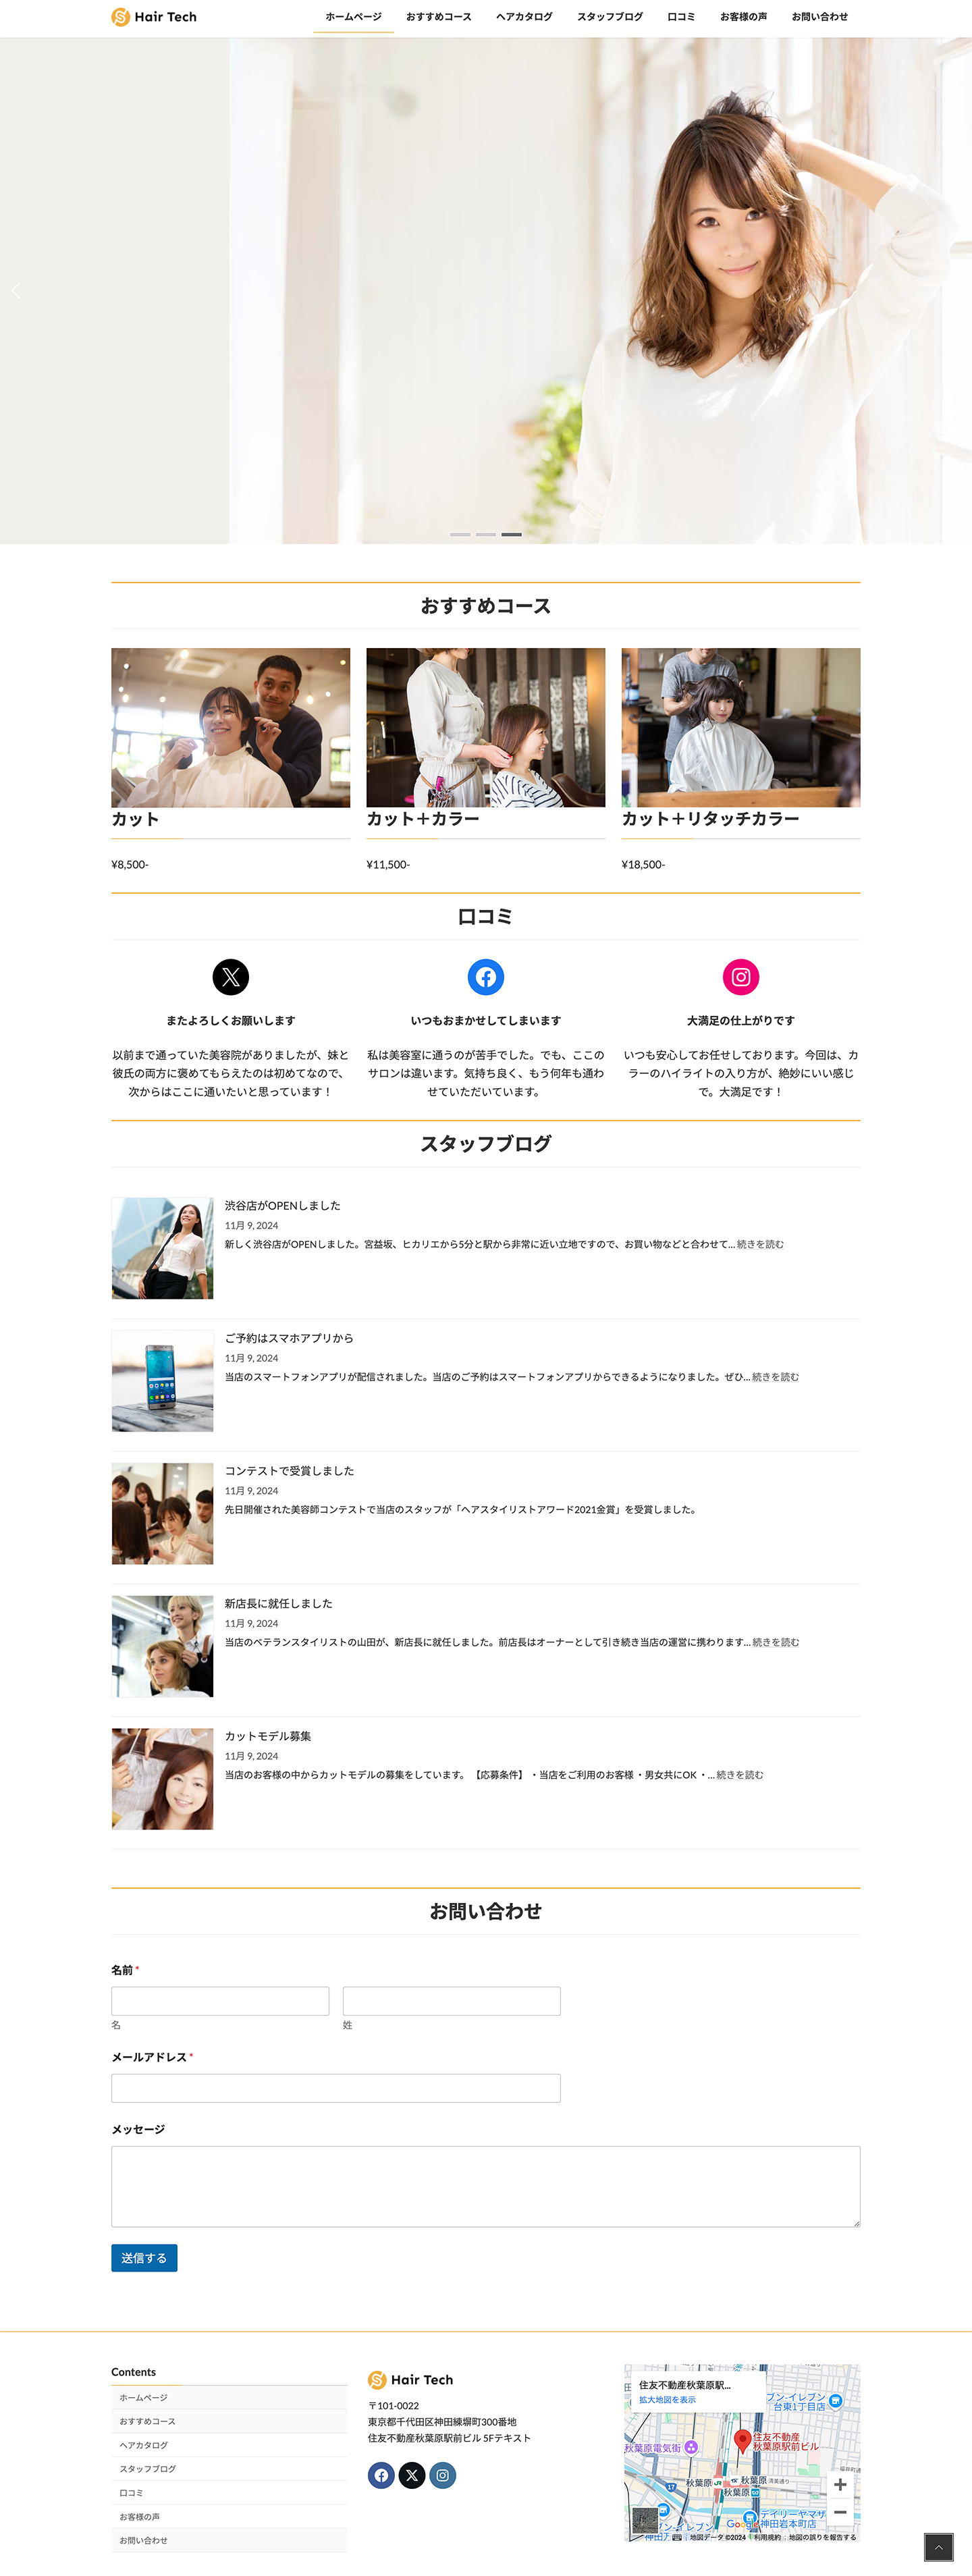 Hair Tech
ホームページ
おすすめコース
ヘアカタログ
スタッフブログ
口コミ
お客様の声
お問い合わせ
おすすめコース
カット
¥8,500-
カット＋カラー
¥11,500-
カット＋リタッチカラー
¥18,500-
口コミ
またよろしくお願いします
以前まで通っていた美容院がありましたが、妹と
彼氏の両方に褒めてもらえたのは初めてなので、
次からはここに通いたいと思っています！
いつもおまかせしてしまいます
私は美容室に通うのが苦手でした。でも、ここの
サロンは違います。気持ち良く、もう何年も通わ
せていただいています。
大満足の仕上がりです
いつも安心してお任せしております。今回は、カ
ラーのハイライトの入り方が、絶妙にいい感じ
で。大満足です！
スタッフブログ
渋谷店がOPENしました
11月 9, 2024
新しく渋谷店がOPENしました。宮益坂、ヒカリエから5分と駅から非常に近い立地ですので、お買い物などと合わせて... 続きを読む
ご予約はスマホアプリから
11月 9, 2024
当店のスマートフォンアプリが配信されました。当店のご予約はスマートフォンアプリからできるようになりました。ぜひ... 続きを読む
コンテストで受賞しました
11月 9, 2024
先日開催された美容師コンテストで当店のスタッフが「ヘアスタイリストアワード2021金賞」を受賞しました。
新店長に就任しました
11月 9, 2024
当店のベテランスタイリストの山田が、新店長に就任しました。前店長はオーナーとして引き続き当店の運営に携わります... 続きを読む
カットモデル募集
11月 9, 2024
当店のお客様の中からカットモデルの募集をしています。 【応募条件】 ・当店をご利用のお客様 ・男女共にOK ・... 続きを読む
お問い合わせ
名前 *
名
姓
メールアドレス *
メッセージ
送信する
Contents
ホームページ
おすすめコース
ヘアカタログ
スタッフブログ
口コミ
お客様の声
お問い合わせ
Hair Tech
〒101-0022
東京都千代田区神田練塀町300番地
住友不動産秋葉原駅前ビル 5Fテキスト
住友不動産秋葉原駅...
拡大地図を表示
ブン-イレブン
台東1丁目店
住友不動産
秋葉原駅前ビル
秋葉原電気街
秋葉原
秋葉原
秋葉原
デイリーヤマザ
神田岩本町店
ブン-イレブン
Google
地図データ ©2024
利用規約
地図の誤りを報告する